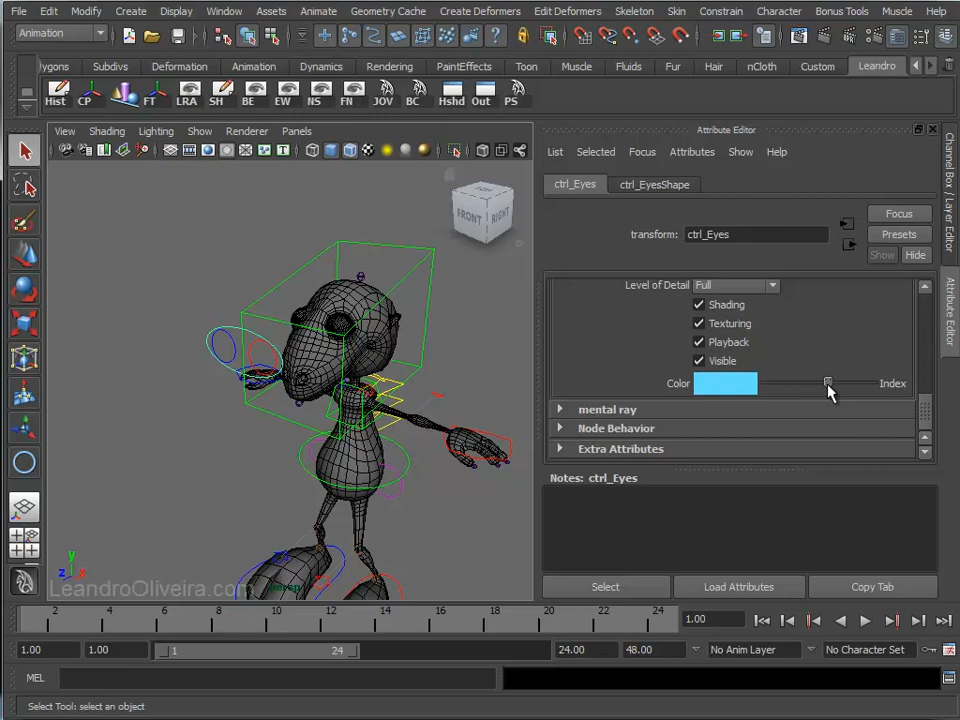 File Edit Modify Create Display Window Assets Animate Geometry Cache Create Deformers Edit Deformers Skeleton Skin Constrain Character Bonus Tools Muscle Help
Animation
olygons Subdivs Deformation Animation Dynamics Rendering PaintEffects Toon Muscle Fluids Fur Hair nCloth Custom Leandro
Hist CP FT LRA SH BE EW NS FN JOV BC Hshd Out PS
View Shading Lighting Show Renderer Panels
TOP
FRONT
RIGHT
y
z
x
persp
LeandroOliveira.com
Attribute Editor
List Selected Focus Attributes Show Help
ctrl_Eyes ctrl_EyesShape
Focus
transform: ctrl_Eyes
Presets
Show Hide
Level of Detail Full
Shading
Texturing
Playback
Visible
Color Index
mental ray
Node Behavior
Extra Attributes
Notes: ctrl_Eyes
Select Load Attributes Copy Tab
Channel Box / Layer Editor
Attribute Editor
2 4 6 8 10 12 14 16 18 20 22 24
1.00
1.00 1.00 1 24 24.00 48.00 No Anim Layer No Character Set
MEL
Select Tool: select an object